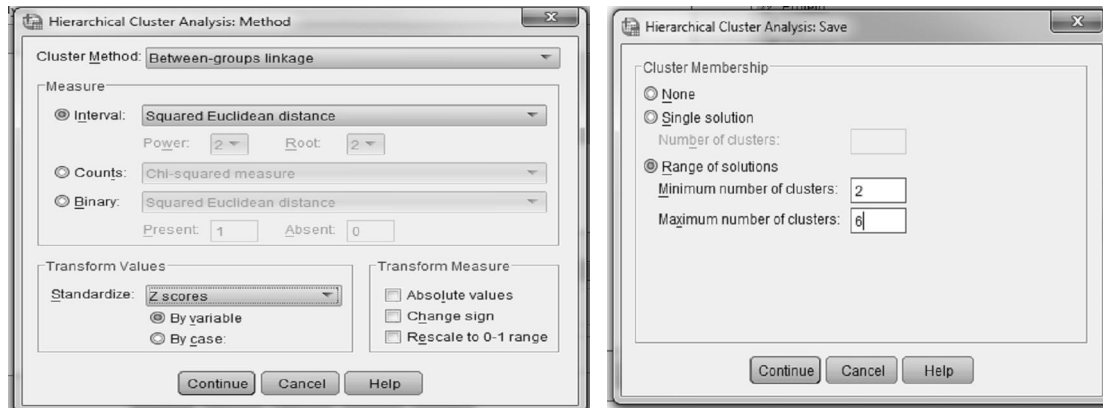 Hierarchical Cluster Analysis: Method
Cluster Method: Between-groups linkage
Measure
Interval: Squared Euclidean distance
Power: 2 Root: 2
Counts: Chi-squared measure
Binary: Squared Euclidean distance
Present: 1 Absent: 0
Transform Values
Standardize: Z scores
By variable
By case:
Transform Measure
Absolute values
Change sign
Rescale to 0-1 range
Continue Cancel Help
Hierarchical Cluster Analysis: Save
Cluster Membership
None
Single solution
Number of clusters:
Range of solutions
Minimum number of clusters: 2
Maximum number of clusters: 6
Continue Cancel Help